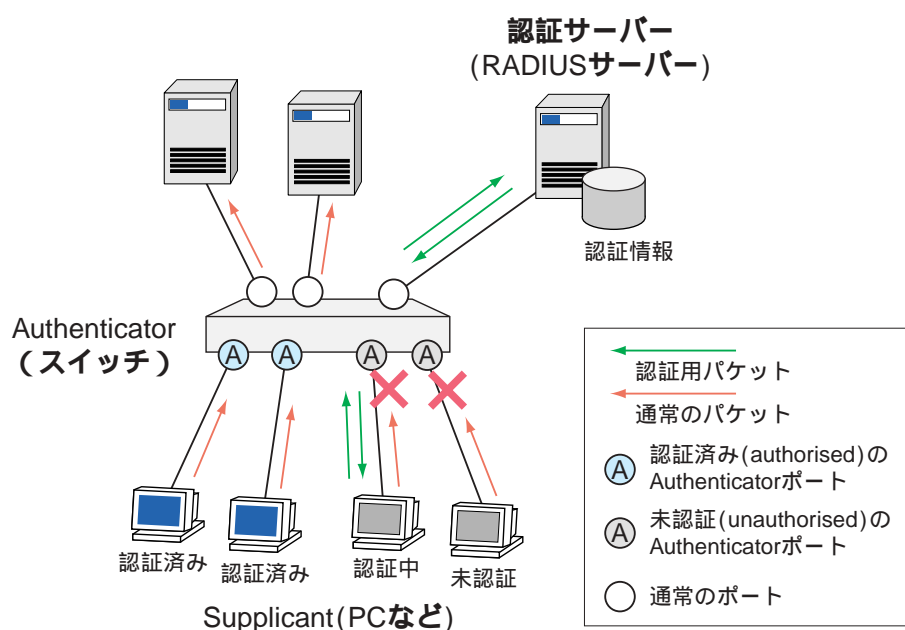 認証サーバー
(RADIUSサーバー)
認証情報
Authenticator
(スイッチ)
A
A
A
A
認証済み
認証済み
認証中
未認証
Supplicant(PCなど)
認証用パケット
通常のパケット
A
認証済み(authorised)の
Authenticatorポート
A
未認証(unauthorised)の
Authenticatorポート
通常のポート